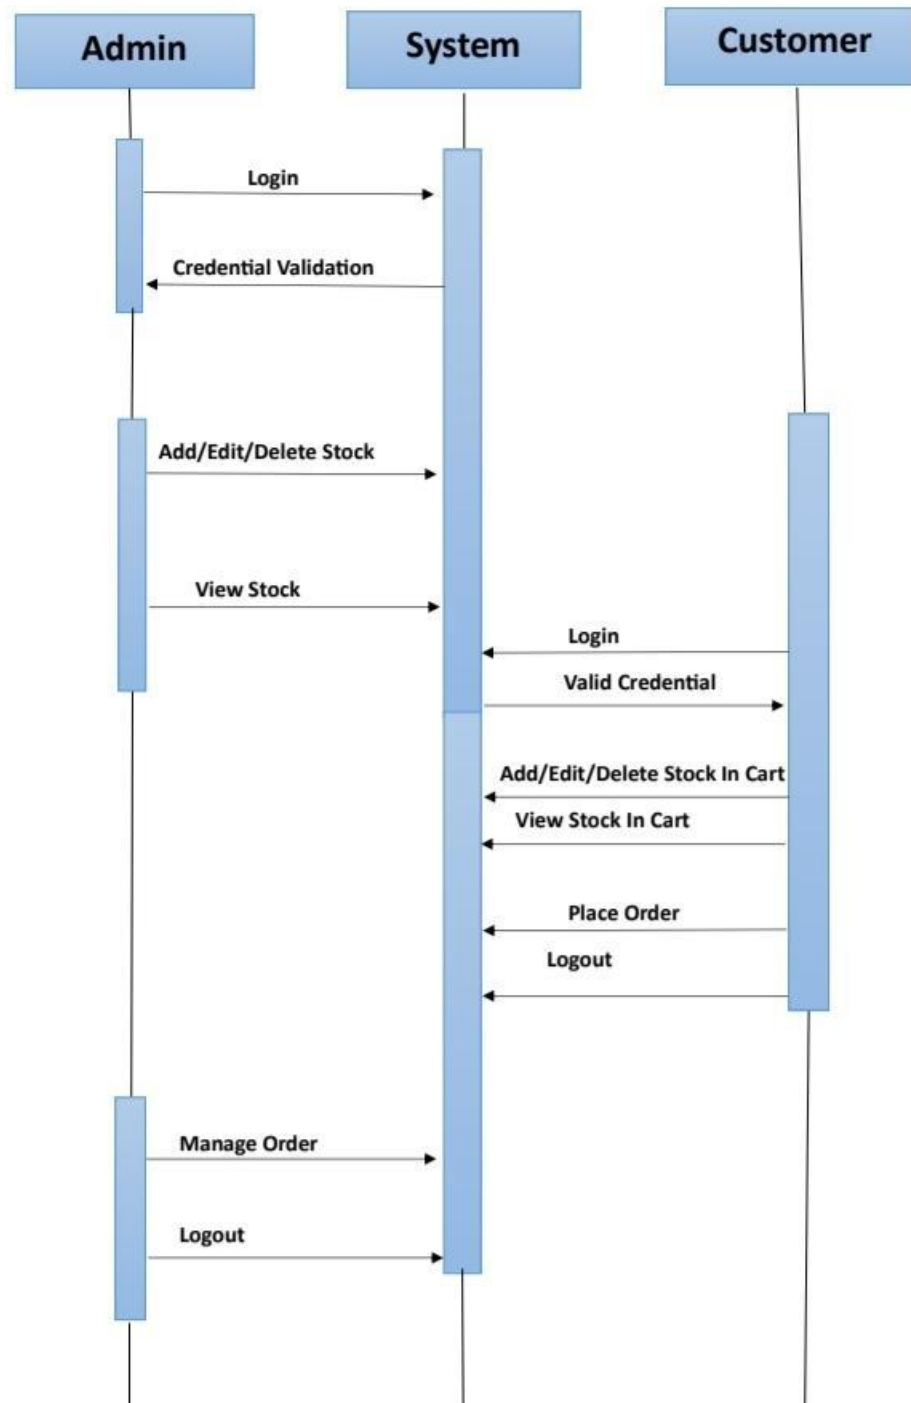 Admin
System
Customer
Login
Credential Validation
Add/Edit/Delete Stock
View Stock
Login
Valid Credential
Add/Edit/Delete Stock In Cart
View Stock In Cart
Place Order
Logout
Manage Order
Logout